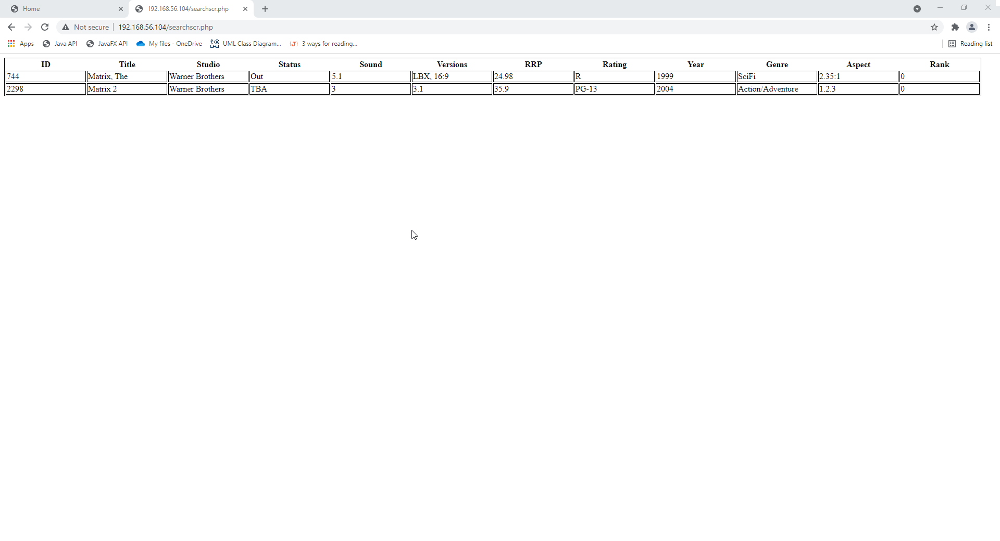 Home
192.168.56.104/searchscr.php
Not secure
192.168.56.104/searchscr.php
Apps Java API JavaFX API My files - OneDrive UML Class Diagram... (J) 3 ways for reading... Reading list
ID Title Studio Status Sound Versions RRP Rating Year Genre Aspect Rank
744 Matrix, The Warner Brothers Out 5.1 LBX, 16:9 24.98 R 1999 SciFi 2.35:1 0
2298 Matrix 2 Warner Brothers TBA 3 3.1 35.9 PG-13 2004 Action/Adventure 1.2.3 0